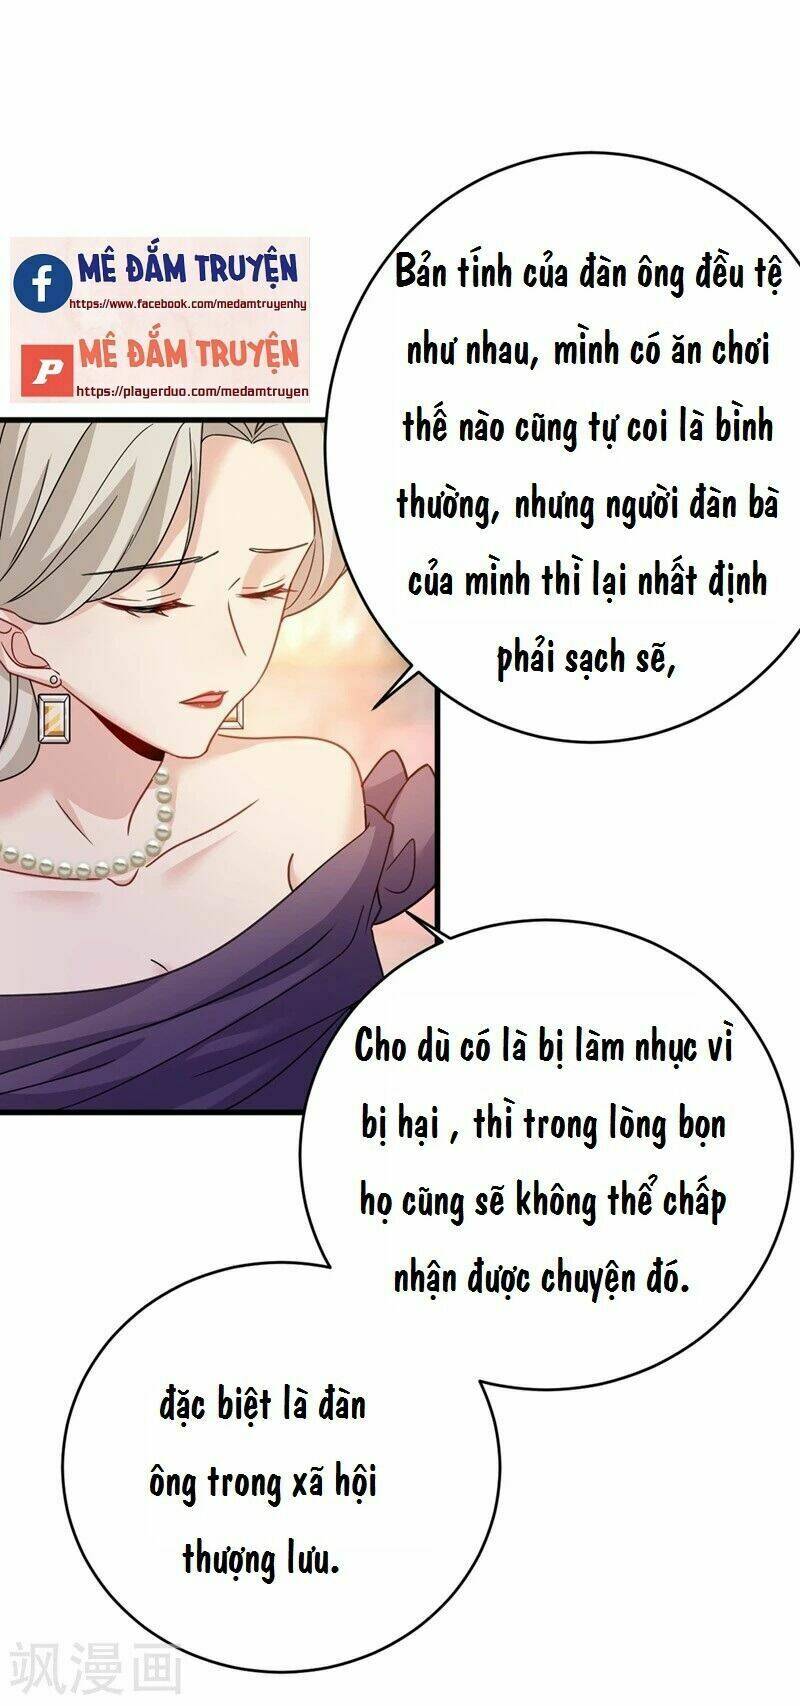 MÊ ĐẮM TRUYỆN
https://www.facebook.com/medamtruyenhy
MÊ ĐẮM TRUYỆN
https://playerduo.com/medamtruyen
Bản tính của đàn ông đều tệ
như nhau, mình có ăn chơi
thế nào cũng tự coi là bình
thường, nhưng người đàn bà
của mình thì lại nhất định
phải sạch sẽ,
Cho dù có là bị làm nhục vì
bị hại , thì trong lòng bọn
họ cũng sẽ không thể chấp
nhận được chuyện đó.
đặc biệt là đàn
ông trong xã hội
thượng lưu.
飒漫画